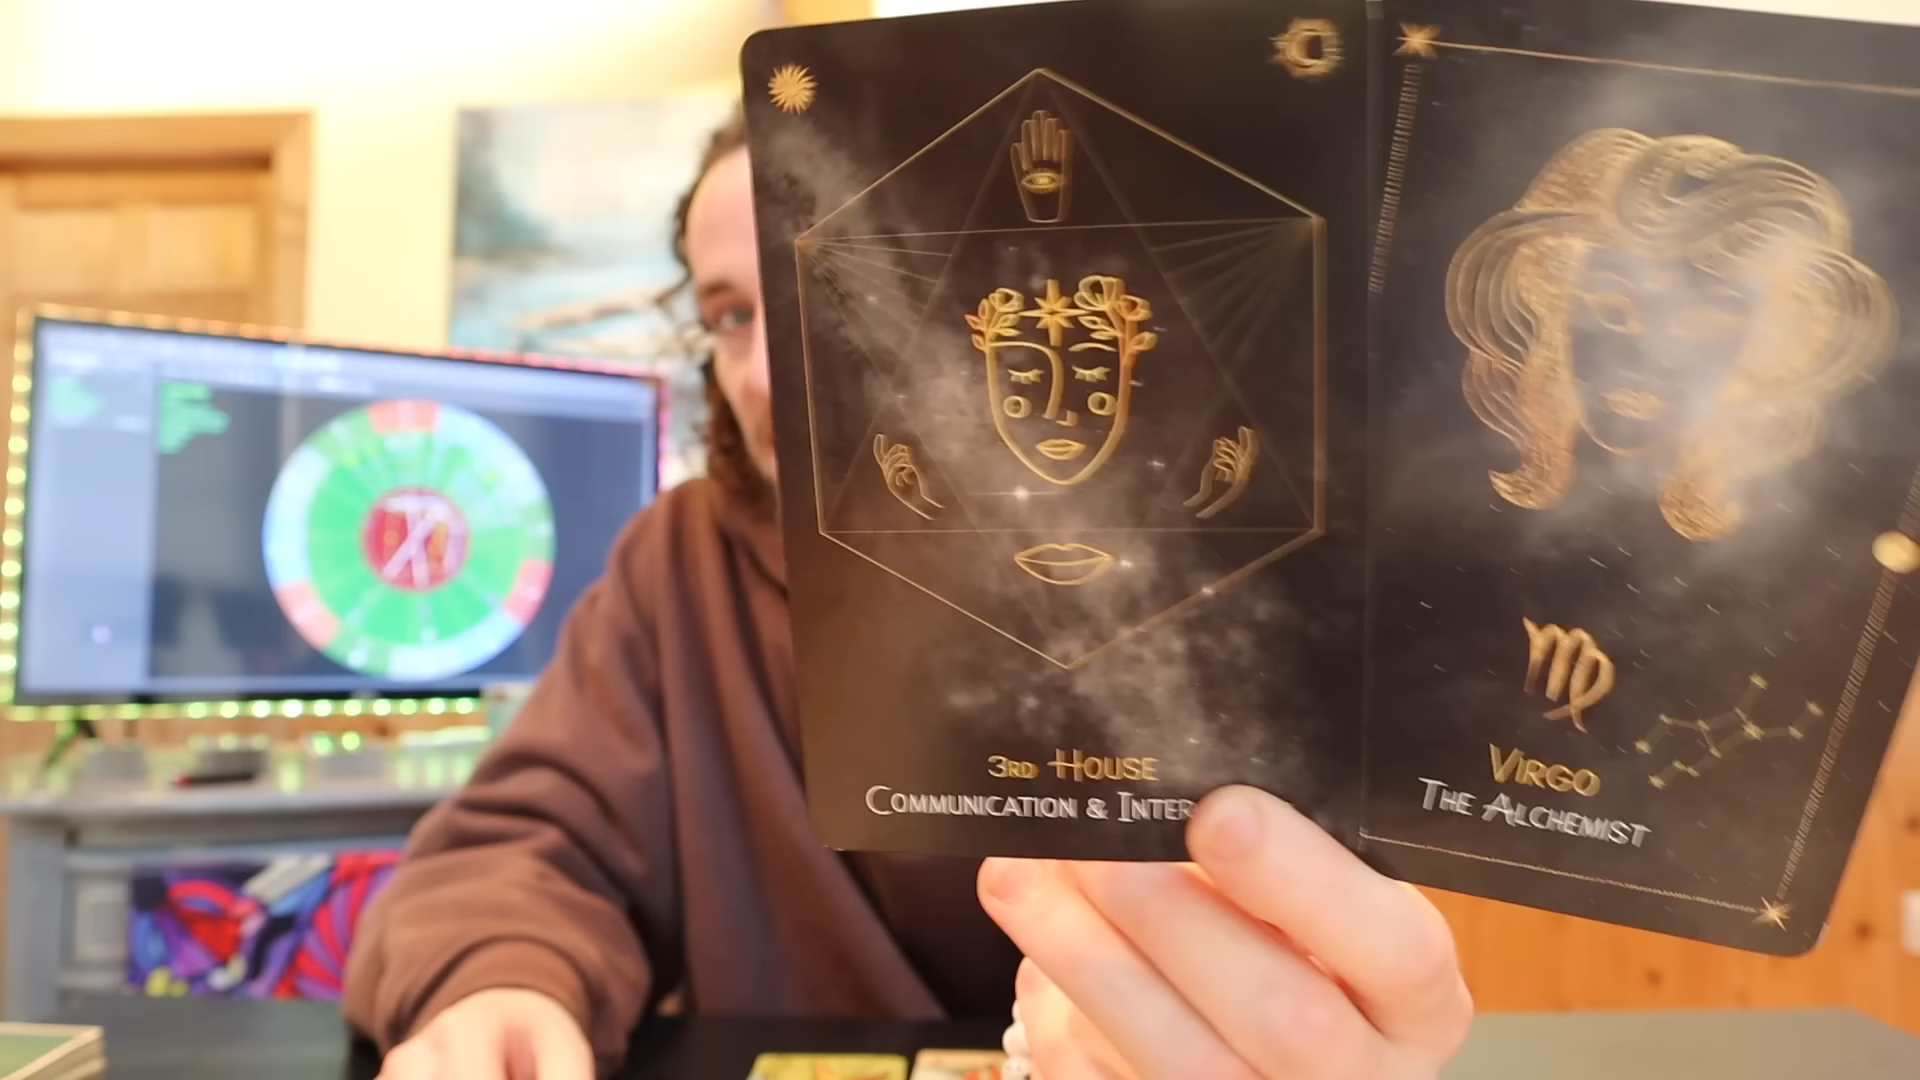 3RD HOUSE
COMMUNICATION & INTER
VIRGO
THE ALCHEMIST